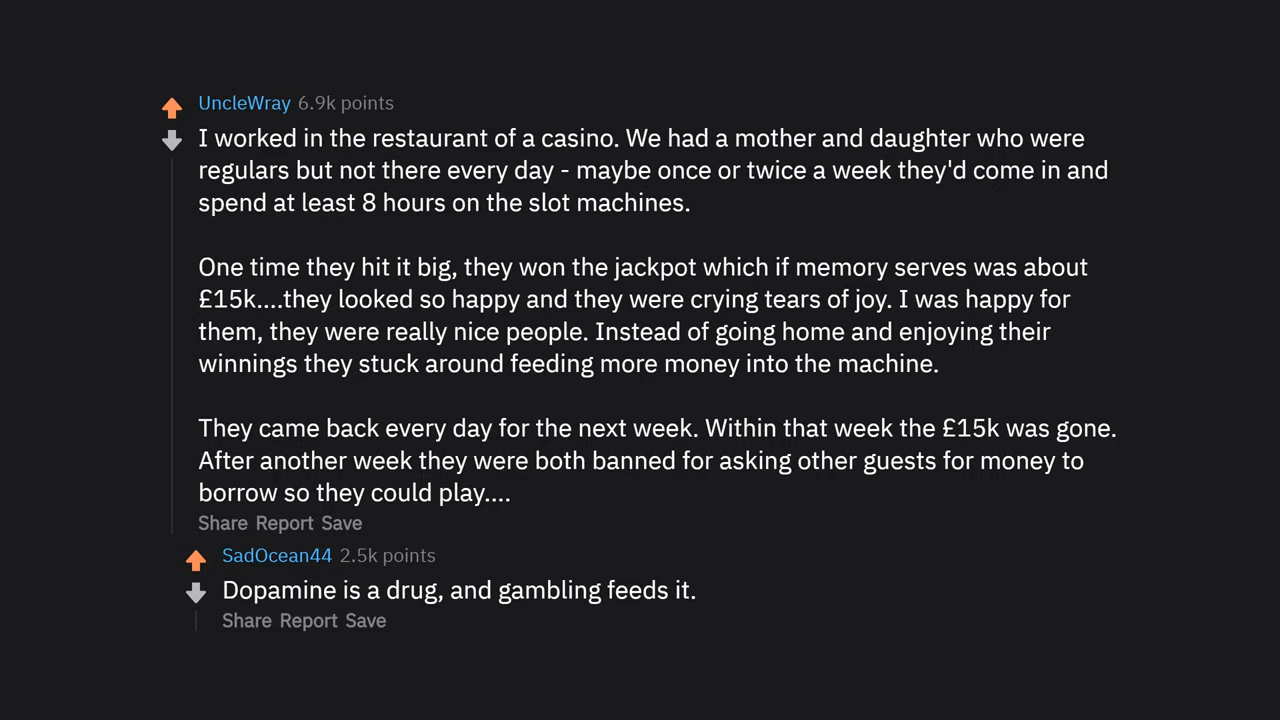 UncleWray 6.9k points
I worked in the restaurant of a casino. We had a mother and daughter who were
regulars but not there every day - maybe once or twice a week they'd come in and
spend at least 8 hours on the slot machines.
One time they hit it big, they won the jackpot which if memory serves was about
£15k....they looked so happy and they were crying tears of joy. I was happy for
them, they were really nice people. Instead of going home and enjoying their
winnings they stuck around feeding more money into the machine.
They came back every day for the next week. Within that week the £15k was gone.
After another week they were both banned for asking other guests for money to
borrow so they could play....
Share Report Save
SadOcean44 2.5k points
Dopamine is a drug, and gambling feeds it.
Share Report Save